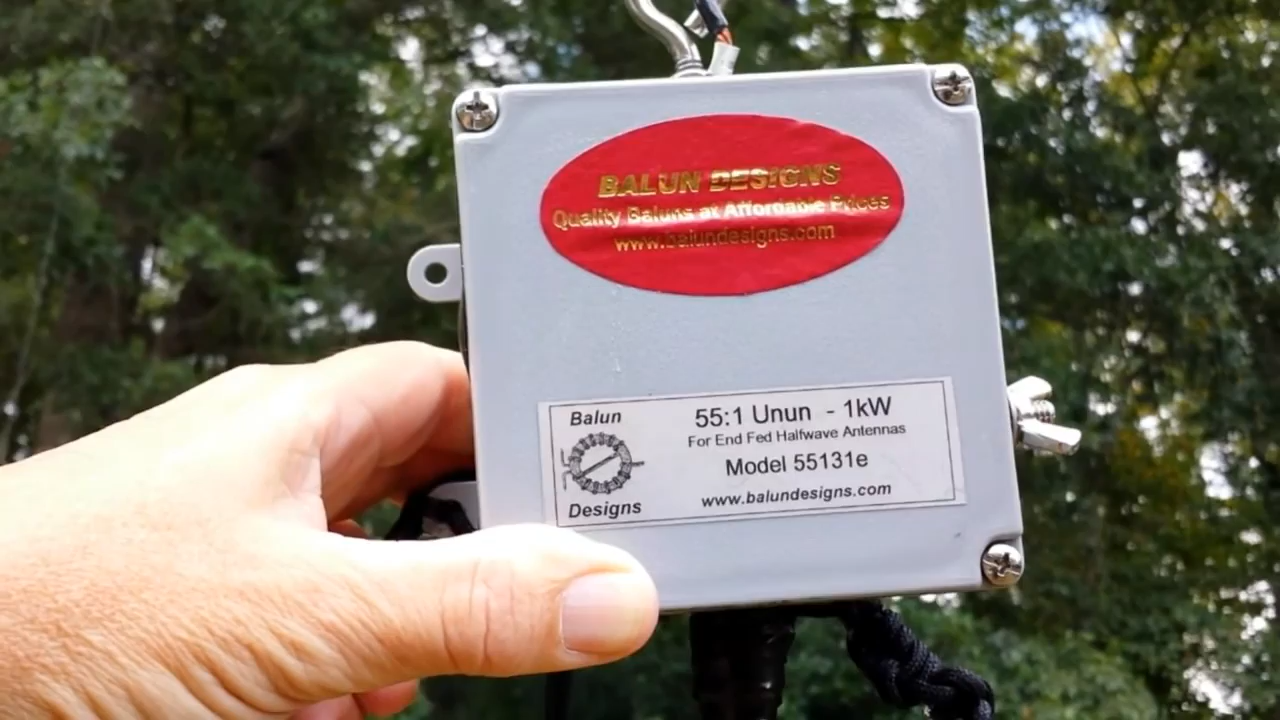 BALUN DESIGNS
Quality Baluns at Affordable Prices
www.balundesigns.com
Balun
Designs
55:1 Unun - 1kW
For End Fed Halfwave Antennas
Model 55131e
www.balundesigns.com